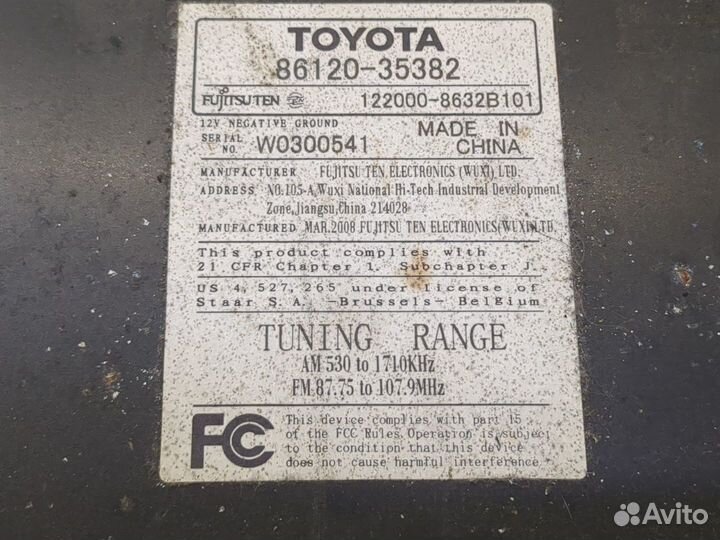 TOYOTA
86120-35382
FUJITSU TEN 122000-8632B101
12V NEGATIVE GROUND
SERIAL NO. W0300541 MADE IN CHINA
MANUFACTURER FUJITSU TEN ELECTRONICS (WUXI) LTD.
ADDRESS NO.105-A,Wuxi National Hi-Tech Industrial Development
Zone,Jiangsu,China 214028
MANUFACTURED MAR.2008 FUJITSU TEN ELECTRONICS(WUXI)LTD.
This product complies with
21 CFR Chapter 1, Subchapter J.
US 4, 527, 265 under license of
Staar S.A. -Brussels- Belgium
TUNING RANGE
AM 530 to 1710KHz
FM 87.75 to 107.9MHz
FC This device complies with part 15
of the FCC Rules Operation is subject
to the condition that this device
does not cause harmful interference.
Avito